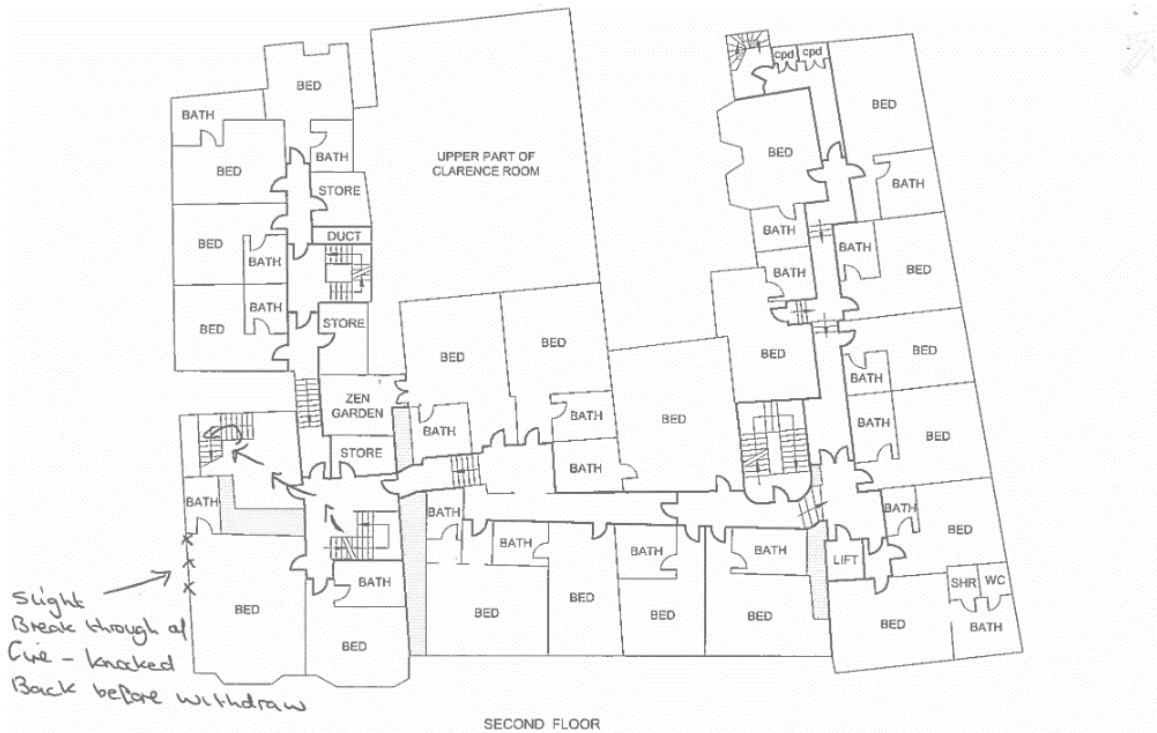 cpd cpd
BED
BED
BATH
BED
BATH
UPPER PART OF
CLARENCE ROOM
BED
BED
BATH
STORE
BATH
BATH
DUCT
BED
BATH
BATH
BED
BATH
BATH
STORE
BED
BED
BED
BED
BED
BATH
ZEN
GARDEN
BED
BATH
BATH
BATH
BED
STORE
BATH
BATH
BATH
BATH
BATH
BATH
BATH
BED
LIFT
BATH
SHR WC
BED
BED
BED
BED
BED
BED
BED
BATH
Slight
Break through of
Fire - knocked
Back before withdraw
SECOND FLOOR